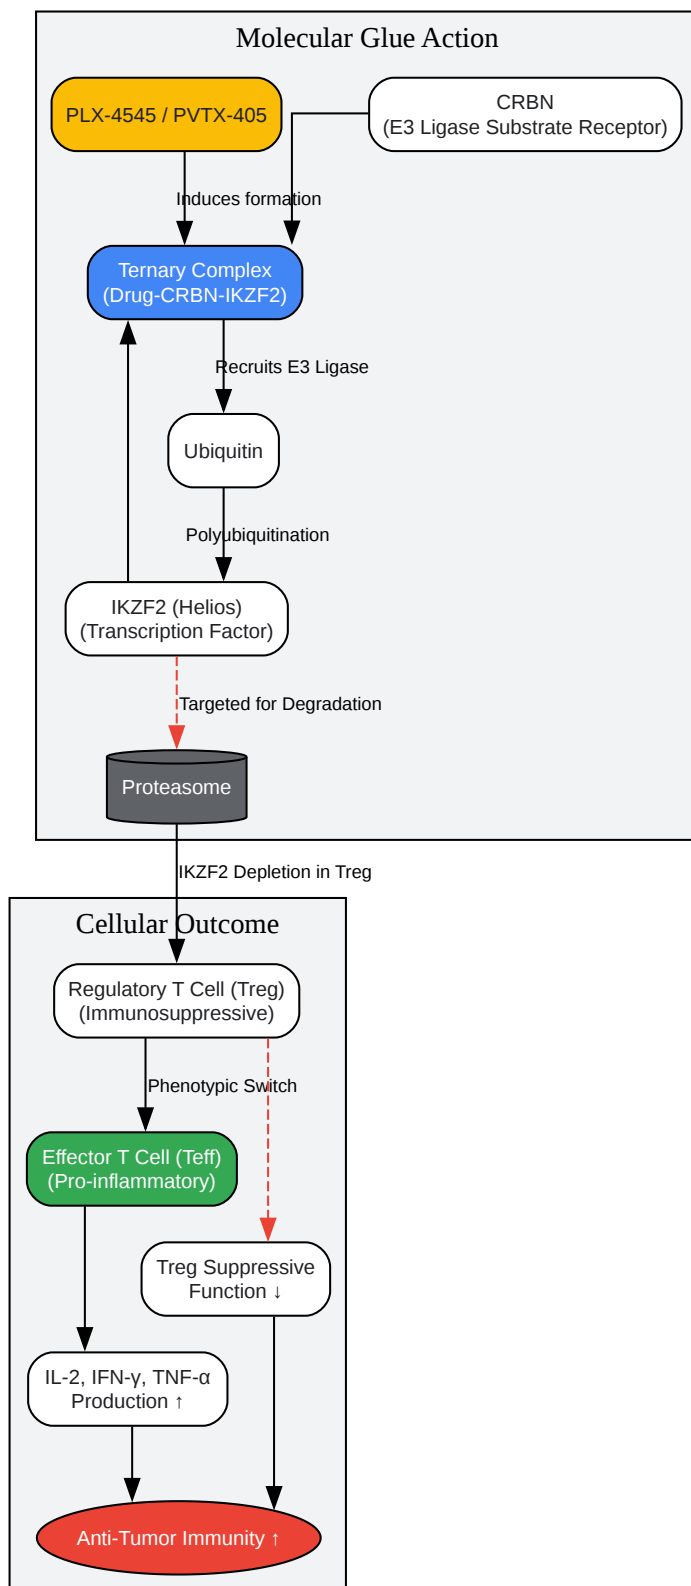 Molecular Glue Action
PLX-4545 / PVTX-405
CRBN
(E3 Ligase Substrate Receptor)
Induces formation
Ternary Complex
(Drug-CRBN-IKZF2)
Recruits E3 Ligase
Ubiquitin
Polyubiquitination
IKZF2 (Helios)
(Transcription Factor)
Targeted for Degradation
Proteasome
IKZF2 Depletion in Treg
Cellular Outcome
Regulatory T Cell (Treg)
(Immunosuppressive)
Phenotypic Switch
Effector T Cell (Teff)
(Pro-inflammatory)
Treg Suppressive
Function ↓
IL-2, IFN-γ, TNF-α
Production ↑
Anti-Tumor Immunity ↑